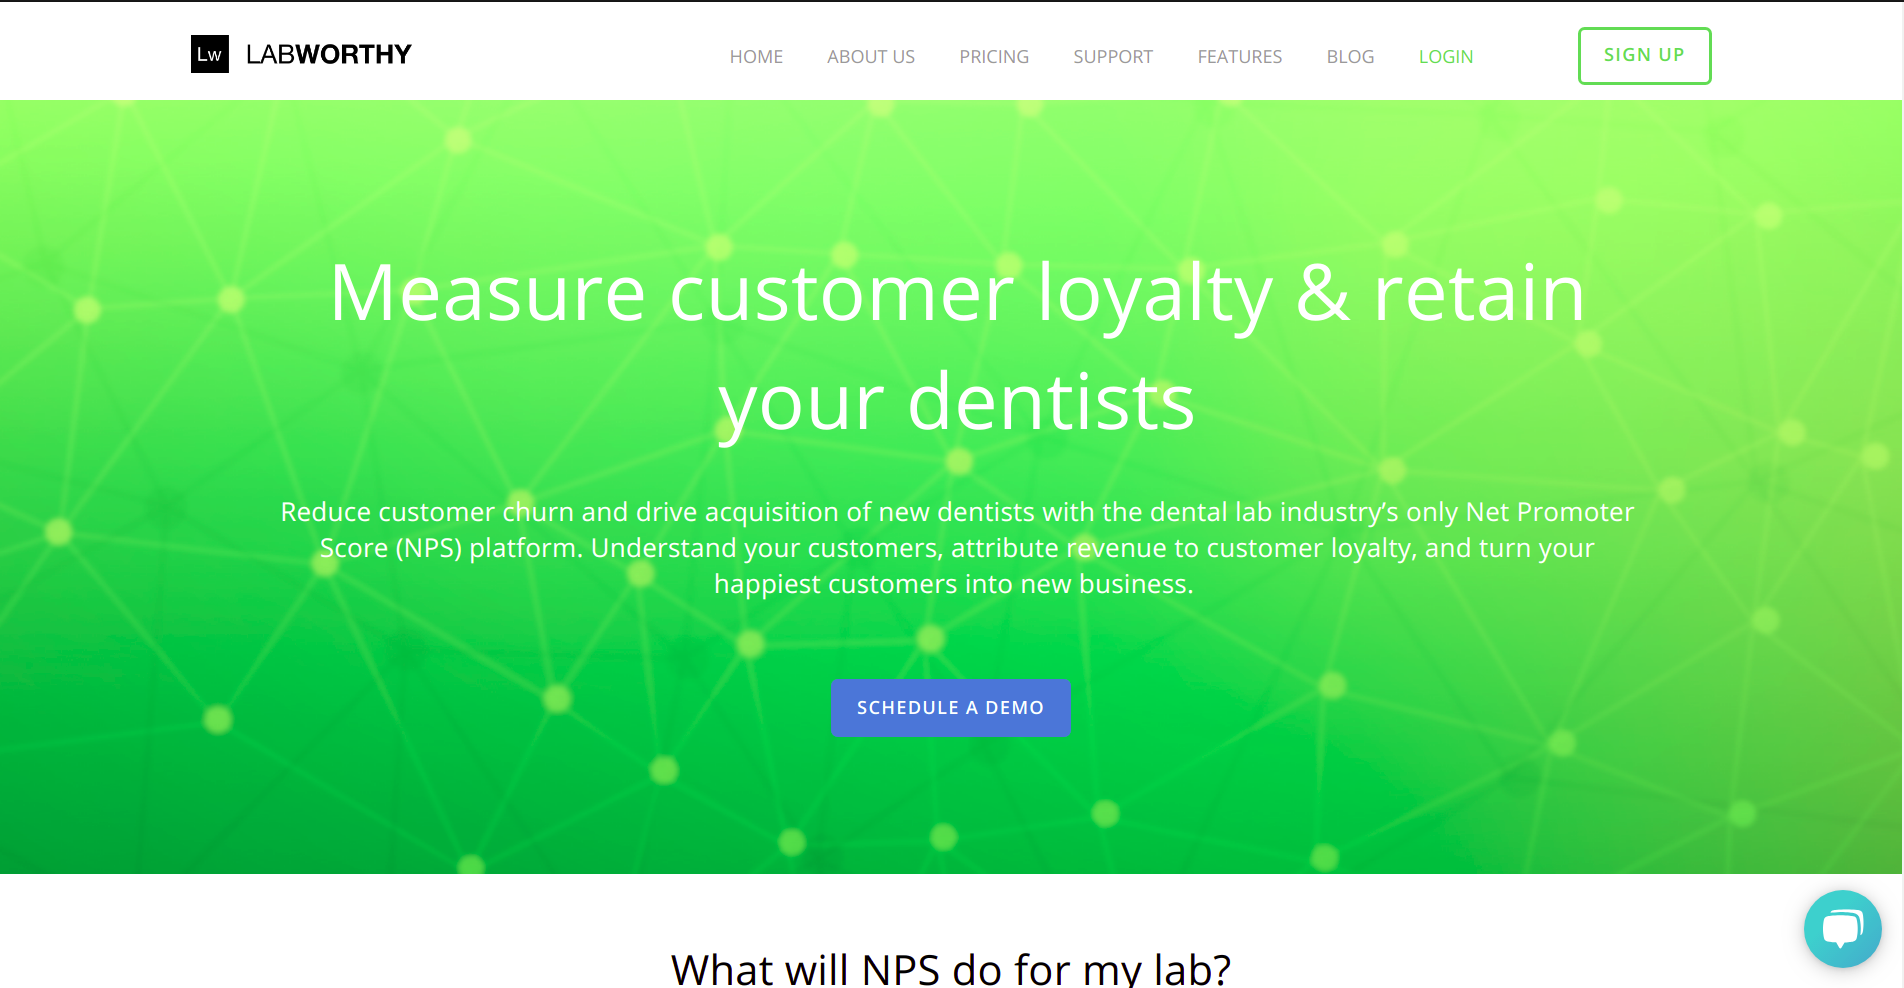 Lw LABWORTHY
HOME ABOUT US PRICING SUPPORT FEATURES BLOG LOGIN SIGN UP
Measure customer loyalty & retain
your dentists
Reduce customer churn and drive acquisition of new dentists with the dental lab industry’s only Net Promoter
Score (NPS) platform. Understand your customers, attribute revenue to customer loyalty, and turn your
happiest customers into new business.
SCHEDULE A DEMO
What will NPS do for my lab?